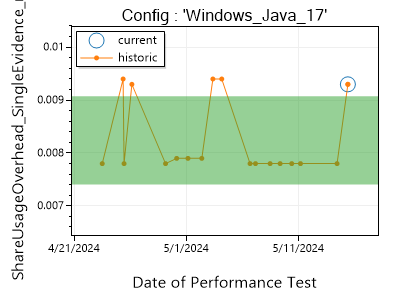 Config : 'Windows_Java_17'
current
historic
0.01
0.009
0.008
0.007
4/21/2024
5/1/2024
5/11/2024
Date of Performance Test
ShareUsageOverhead_SingleEvidence_